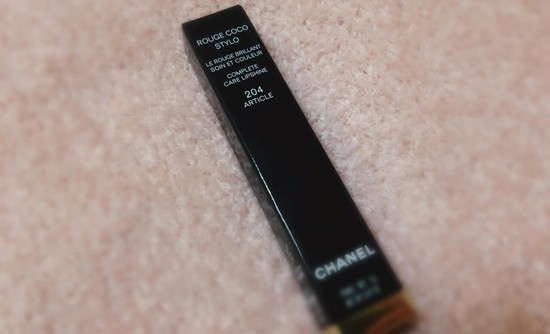 ROUGE COCO
STYLO
LE ROUGE BRILLANT
SOIN ET COULEUR
COMPLETE
CARE LIPSHINE
204
ARTICLE
CHANEL